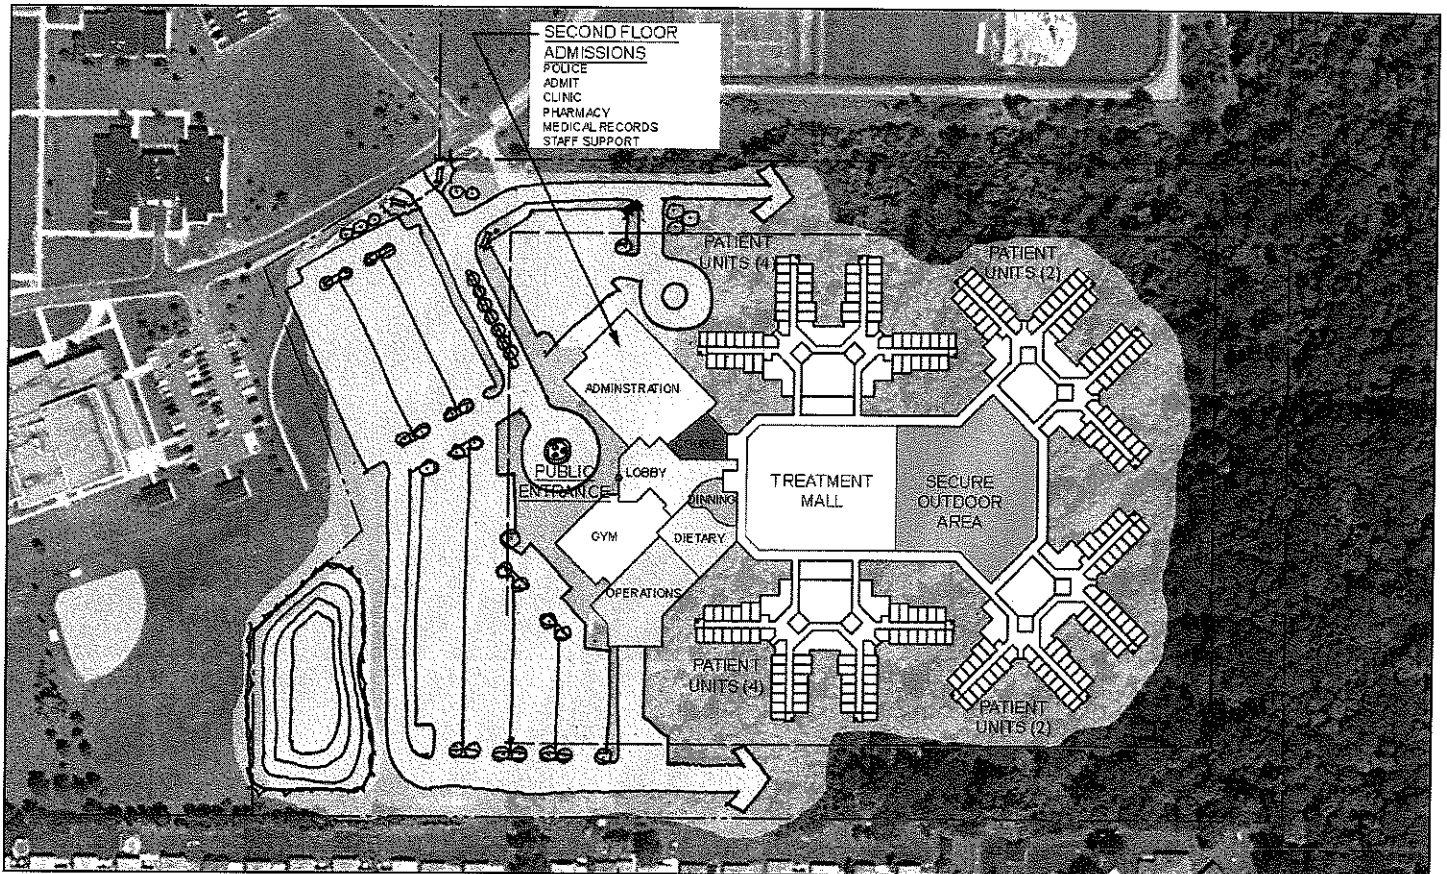 SECOND FLOOR
ADMISSIONS
POLICE
ADMIT
CLINIC
PHARMACY
MEDICAL RECORDS
STAFF SUPPORT
PATIENT
UNITS (4)
PATIENT
UNITS (2)
ADMINSTRATION
PUBLIC
ENTRANCE
LOBBY
DINNING
GYM
DIETARY
OPERATIONS
TREATMENT
MALL
SECURE
OUTDOOR
AREA
PATIENT
UNITS (4)
PATIENT
UNITS (2)